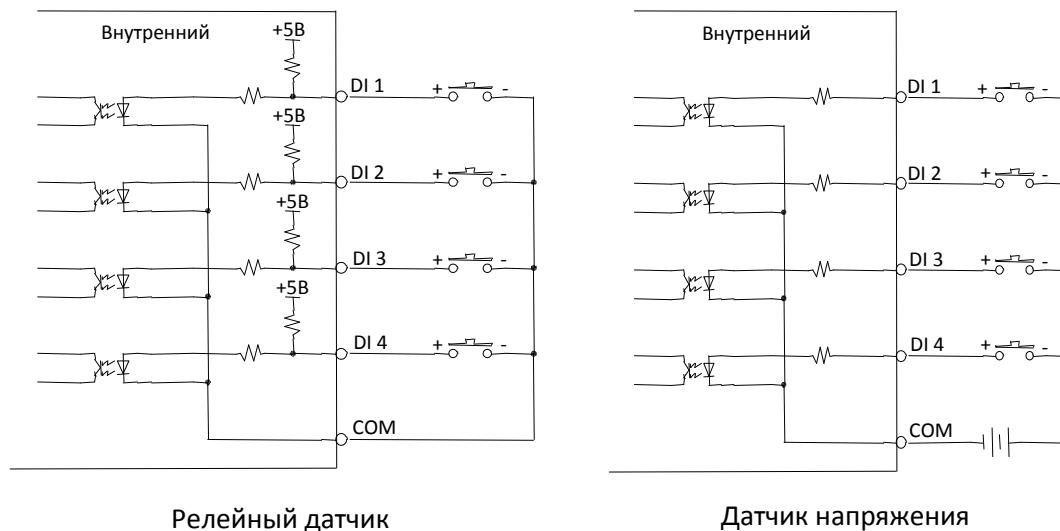 Внутренний
+5В
DI 1
+ -
+5В
DI 2
+ -
+5В
DI 3
+ -
+5В
DI 4
+ -
COM
Релейный датчик
Внутренний
DI 1
+ -
DI 2
+ -
DI 3
+ -
DI 4
+ -
COM
Датчик напряжения